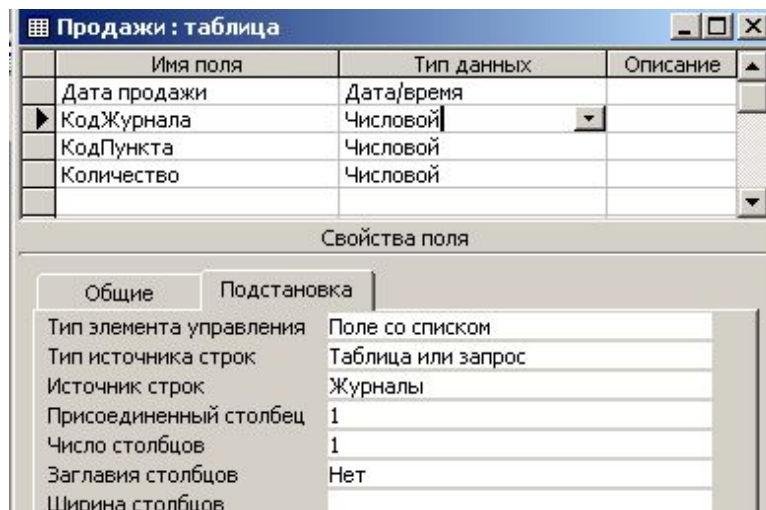 Продажи : таблица
Имя поля Тип данных Описание
Дата продажи Дата/время
КодЖурнала Числовой
КодПункта Числовой
Количество Числовой
Свойства поля
Общие Подстановка
Тип элемента управления Поле со списком
Тип источника строк Таблица или запрос
Источник строк Журналы
Присоединенный столбец 1
Число столбцов 1
Заглавия столбцов Нет
Ширина столбцов